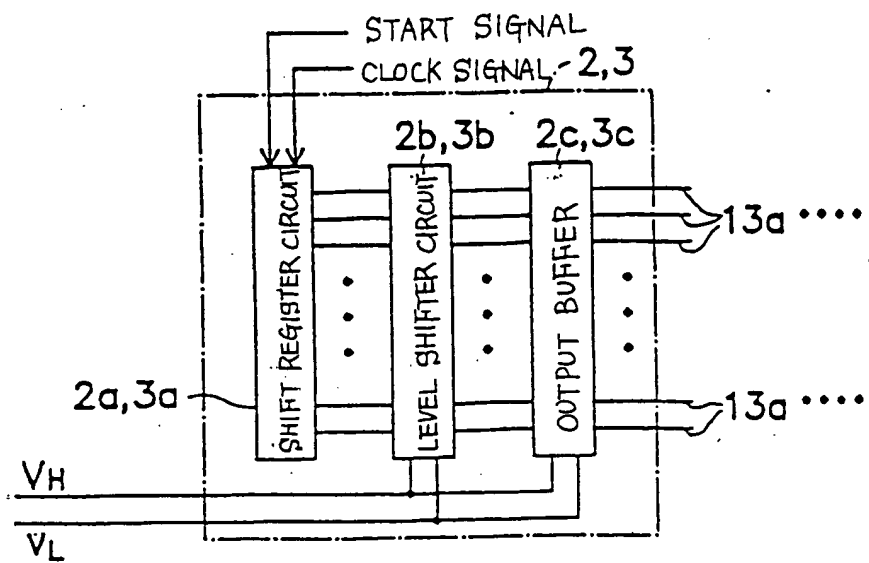 START SIGNAL
CLOCK SIGNAL
2,3
2b,3b
2c,3c
SHIFT REGISTER CIRCUIT
LEVEL SHIFTER CIRCUIT
OUTPUT BUFFER
13a ····
2a,3a
13a ····
VH
VL